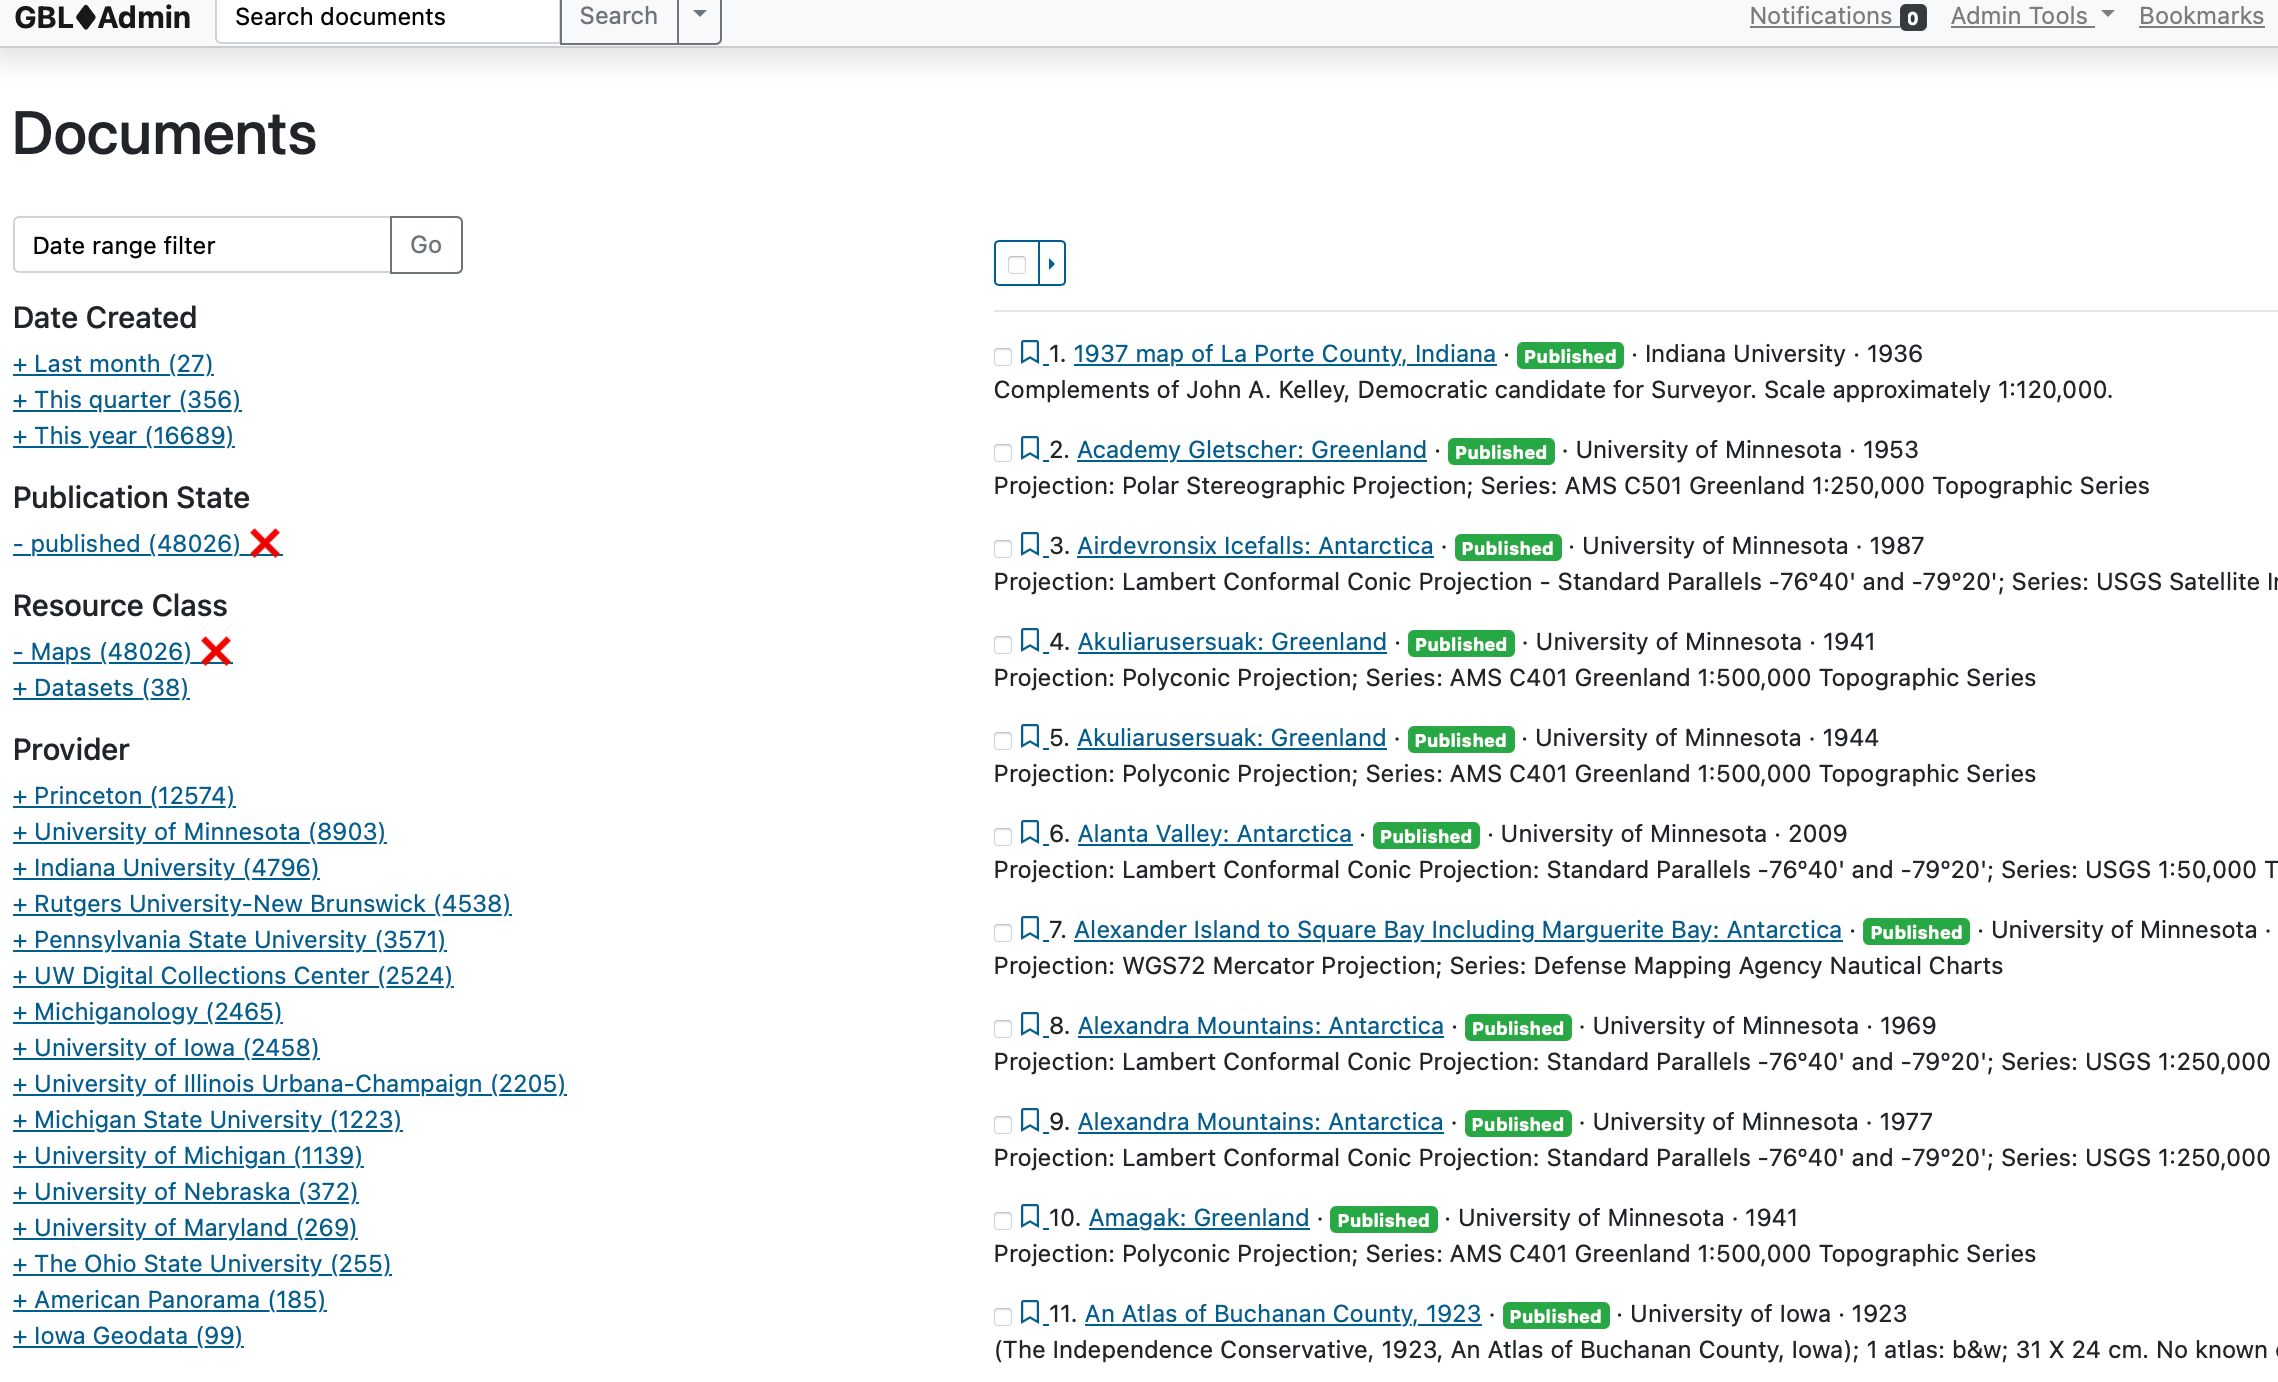 GBL♦Admin Search documents Search Notifications 0 Admin Tools Bookmarks
Documents
Date range filter Go
Date Created
+ Last month (27)
+ This quarter (356)
+ This year (16689)
Publication State
- published (48026) ❌
Resource Class
- Maps (48026) ❌
+ Datasets (38)
Provider
+ Princeton (12574)
+ University of Minnesota (8903)
+ Indiana University (4796)
+ Rutgers University-New Brunswick (4538)
+ Pennsylvania State University (3571)
+ UW Digital Collections Center (2524)
+ Michiganology (2465)
+ University of Iowa (2458)
+ University of Illinois Urbana-Champaign (2205)
+ Michigan State University (1223)
+ University of Michigan (1139)
+ University of Nebraska (372)
+ University of Maryland (269)
+ The Ohio State University (255)
+ American Panorama (185)
+ Iowa Geodata (99)
1. 1937 map of La Porte County, Indiana · Published · Indiana University · 1936
Complements of John A. Kelley, Democratic candidate for Surveyor. Scale approximately 1:120,000.
2. Academy Gletscher: Greenland · Published · University of Minnesota · 1953
Projection: Polar Stereographic Projection; Series: AMS C501 Greenland 1:250,000 Topographic Series
3. Airdevronsix Icefalls: Antarctica · Published · University of Minnesota · 1987
Projection: Lambert Conformal Conic Projection - Standard Parallels -76°40' and -79°20'; Series: USGS Satellite
4. Akuliarusersuak: Greenland · Published · University of Minnesota · 1941
Projection: Polyconic Projection; Series: AMS C401 Greenland 1:500,000 Topographic Series
5. Akuliarusersuak: Greenland · Published · University of Minnesota · 1944
Projection: Polyconic Projection; Series: AMS C401 Greenland 1:500,000 Topographic Series
6. Alanta Valley: Antarctica · Published · University of Minnesota · 2009
Projection: Lambert Conformal Conic Projection: Standard Parallels -76°40' and -79°20'; Series: USGS 1:50,000
7. Alexander Island to Square Bay Including Marguerite Bay: Antarctica · Published · University of Minnesota ·
Projection: WGS72 Mercator Projection; Series: Defense Mapping Agency Nautical Charts
8. Alexandra Mountains: Antarctica · Published · University of Minnesota · 1969
Projection: Lambert Conformal Conic Projection: Standard Parallels -76°40' and -79°20'; Series: USGS 1:250,000
9. Alexandra Mountains: Antarctica · Published · University of Minnesota · 1977
Projection: Lambert Conformal Conic Projection: Standard Parallels -76°40' and -79°20'; Series: USGS 1:250,000
10. Amagak: Greenland · Published · University of Minnesota · 1941
Projection: Polyconic Projection; Series: AMS C401 Greenland 1:500,000 Topographic Series
11. An Atlas of Buchanan County, 1923 · Published · University of Iowa · 1923
(The Independence Conservative, 1923, An Atlas of Buchanan County, Iowa); 1 atlas: b&w; 31 X 24 cm. No known